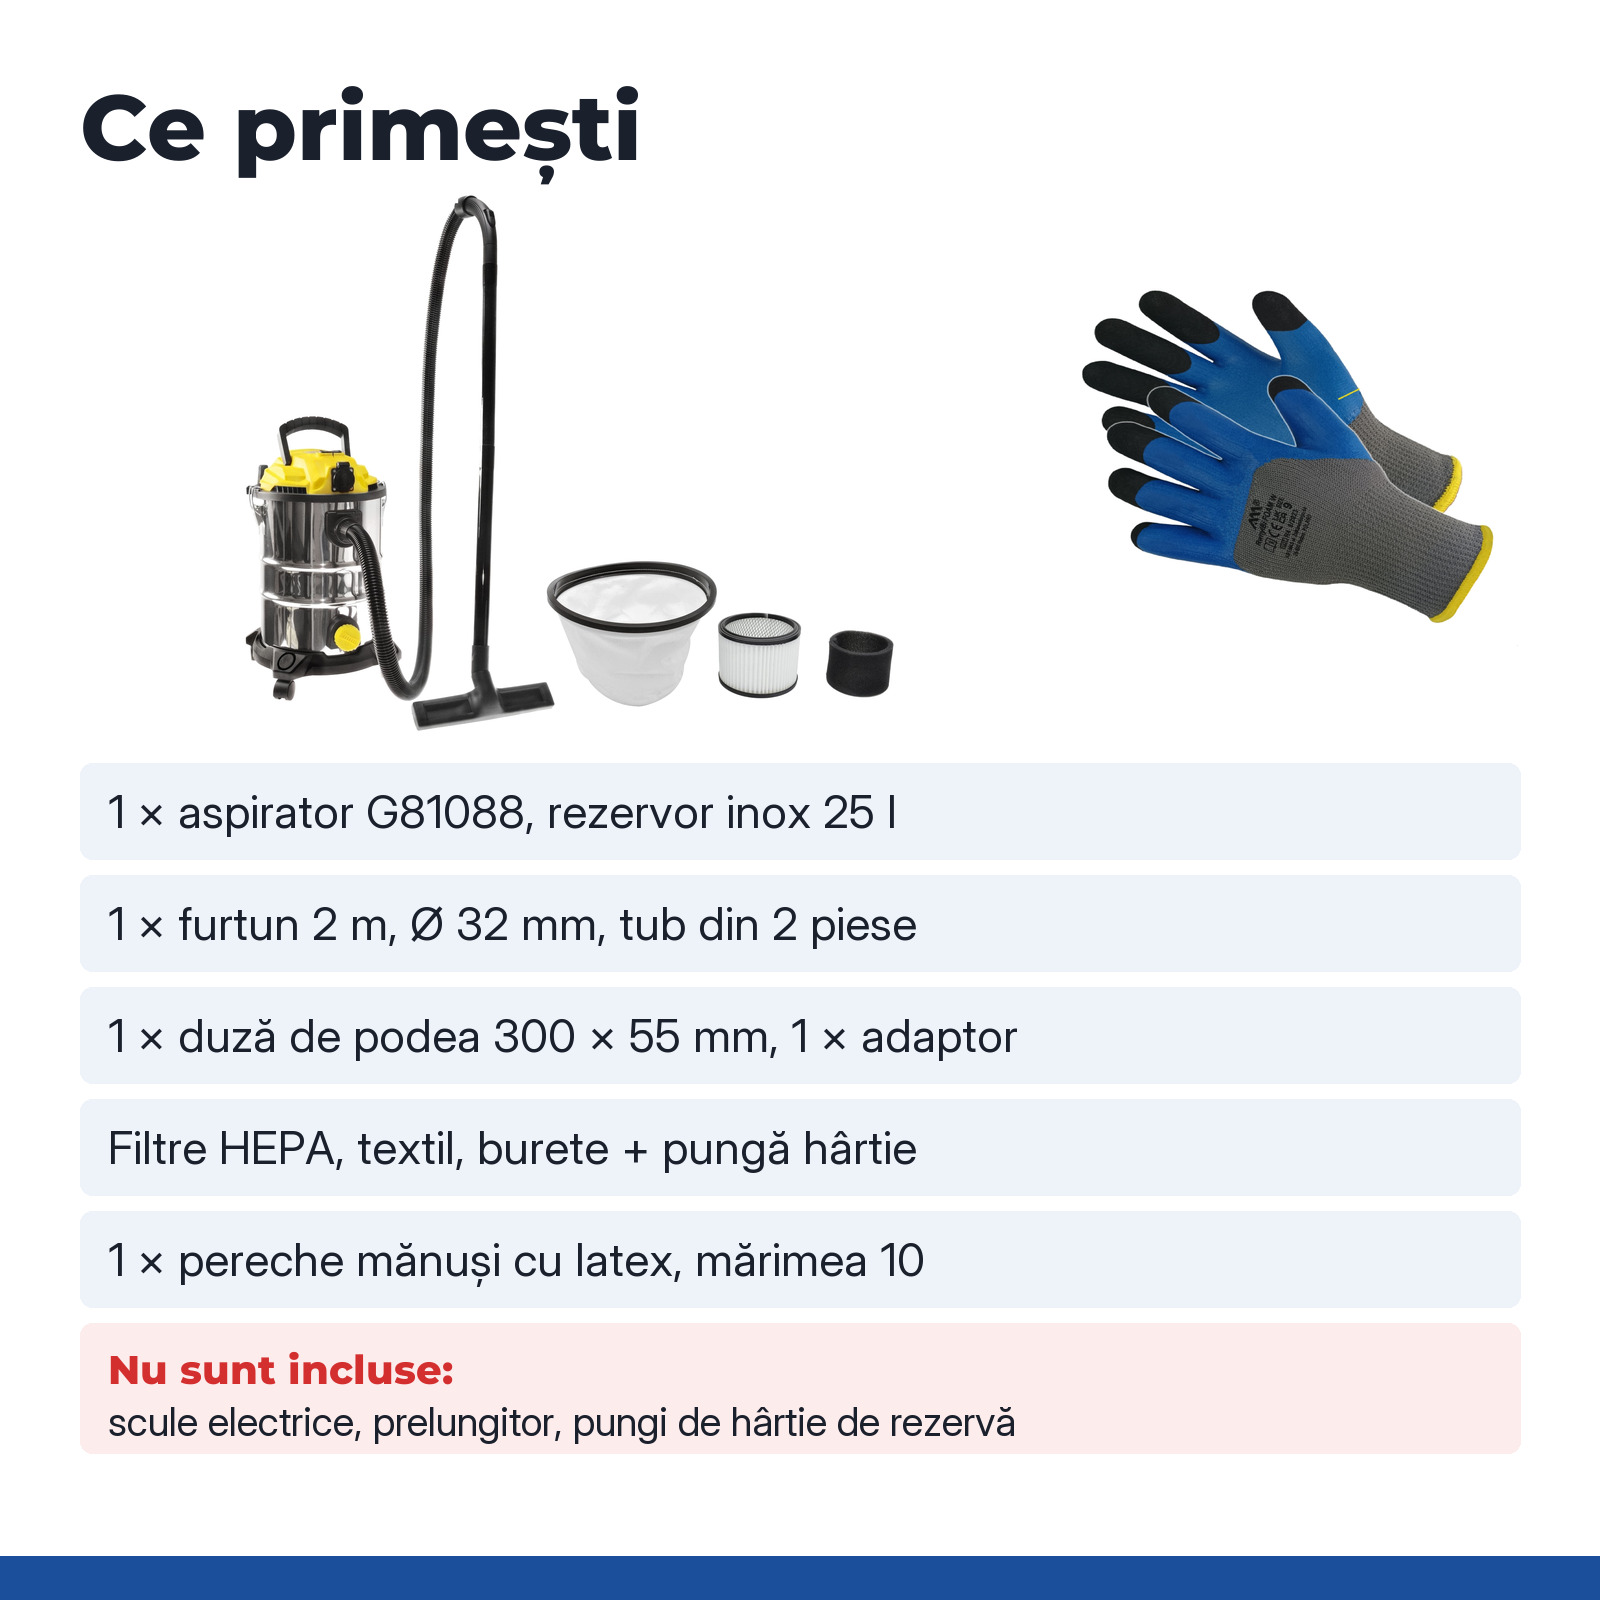 Ce primești
1 × aspirator G81088, rezervor inox 25 l
1 × furtun 2 m, Ø 32 mm, tub din 2 piese
1 × duză de podea 300 × 55 mm, 1 × adaptor
Filtre HEPA, textil, burete + pungă hârtie
1 × pereche mănuși cu latex, mărimea 10
Nu sunt incluse:
scule electrice, prelungitor, pungi de hârtie de rezervă